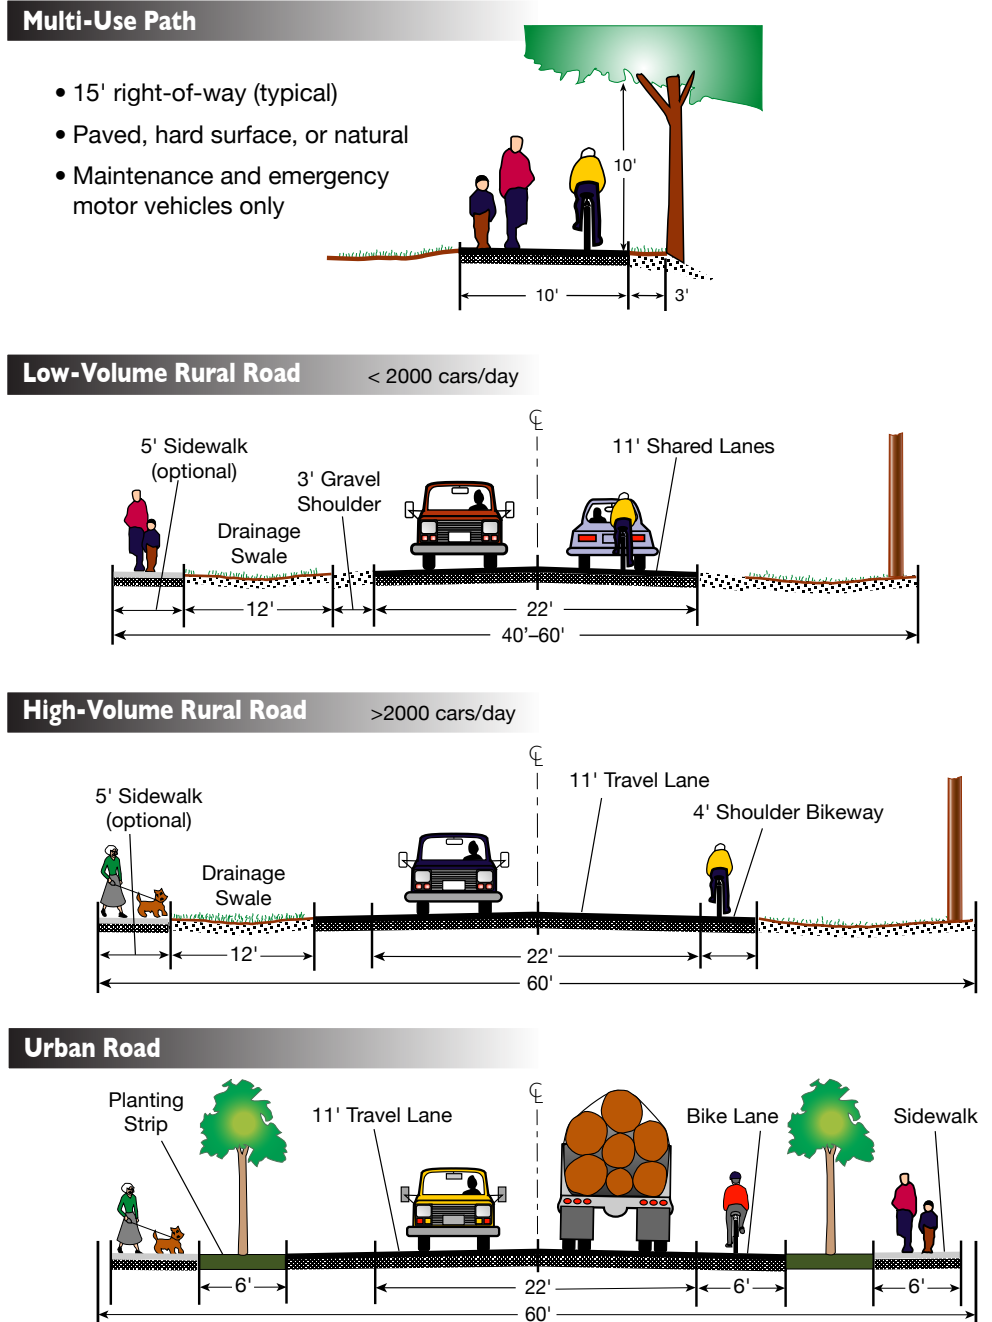 Multi-Use Path
• 15' right-of-way (typical)
• Paved, hard surface, or natural
• Maintenance and emergency
motor vehicles only
10'
10'
3'
Low-Volume Rural Road < 2000 cars/day
℄
5' Sidewalk
(optional)
3' Gravel
Shoulder
11' Shared Lanes
Drainage
Swale
12'
22'
40’–60'
High-Volume Rural Road >2000 cars/day
℄
11' Travel Lane
5' Sidewalk
(optional)
4' Shoulder Bikeway
Drainage
Swale
12'
22'
60'
Urban Road
℄
Planting
Strip
11' Travel Lane
Bike Lane
Sidewalk
6'
22'
6'
6'
60'